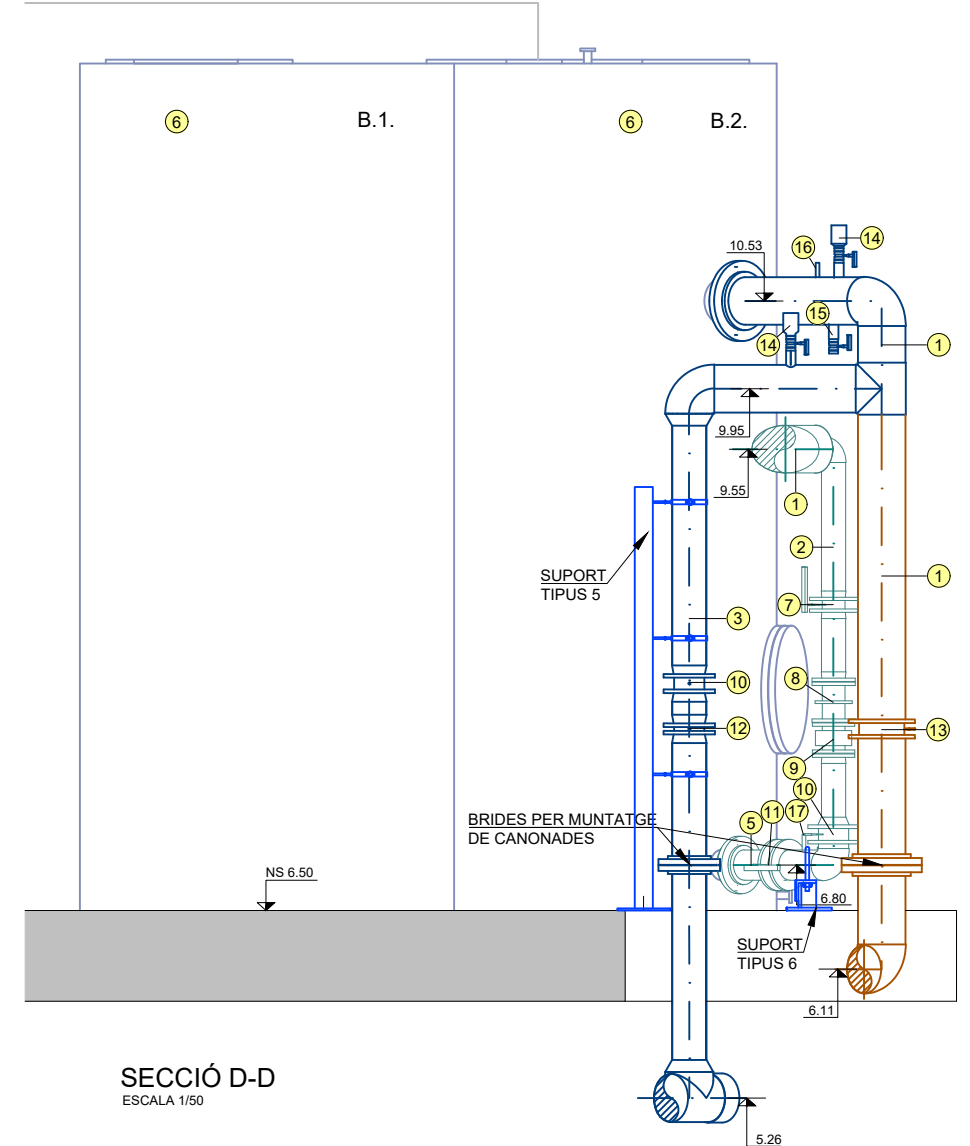 6
B.1.
6
B.2.
14
16
10.53
15
14
1
9.95
9.55
1
2
SUPORT
TIPUS 5
1
7
3
8
10
12
13
9
10
BRIDES PER MUNTATGE
DE CANONADES
5
11
17
NS 6.50
6.80
SUPORT
TIPUS 6
6.11
SECCIÓ D-D
ESCALA 1/50
5.26